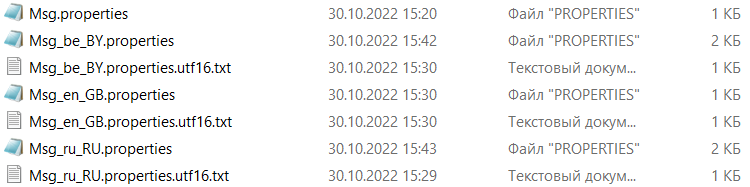 Msg.properties 30.10.2022 15:20 Файл "PROPERTIES" 1 КБ
Msg_be_BY.properties 30.10.2022 15:42 Файл "PROPERTIES" 2 КБ
Msg_be_BY.properties.utf16.txt 30.10.2022 15:30 Текстовый докум... 1 КБ
Msg_en_GB.properties 30.10.2022 15:30 Файл "PROPERTIES" 1 КБ
Msg_en_GB.properties.utf16.txt 30.10.2022 15:30 Текстовый докум... 1 КБ
Msg_ru_RU.properties 30.10.2022 15:43 Файл "PROPERTIES" 2 КБ
Msg_ru_RU.properties.utf16.txt 30.10.2022 15:29 Текстовый докум... 1 КБ